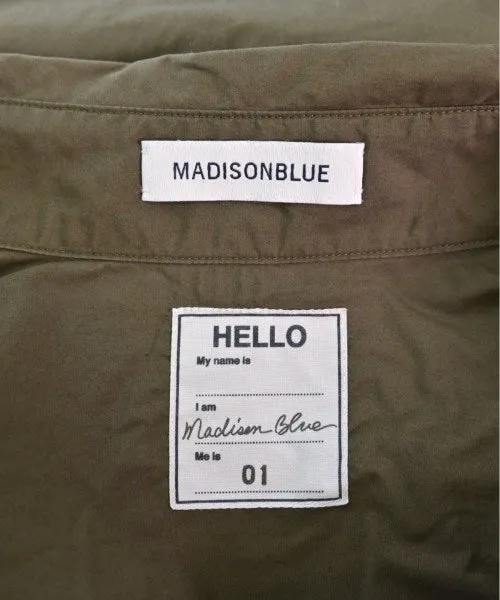 MADISONBLUE
HELLO
My name is
I am
Madison Blue
Me is
01